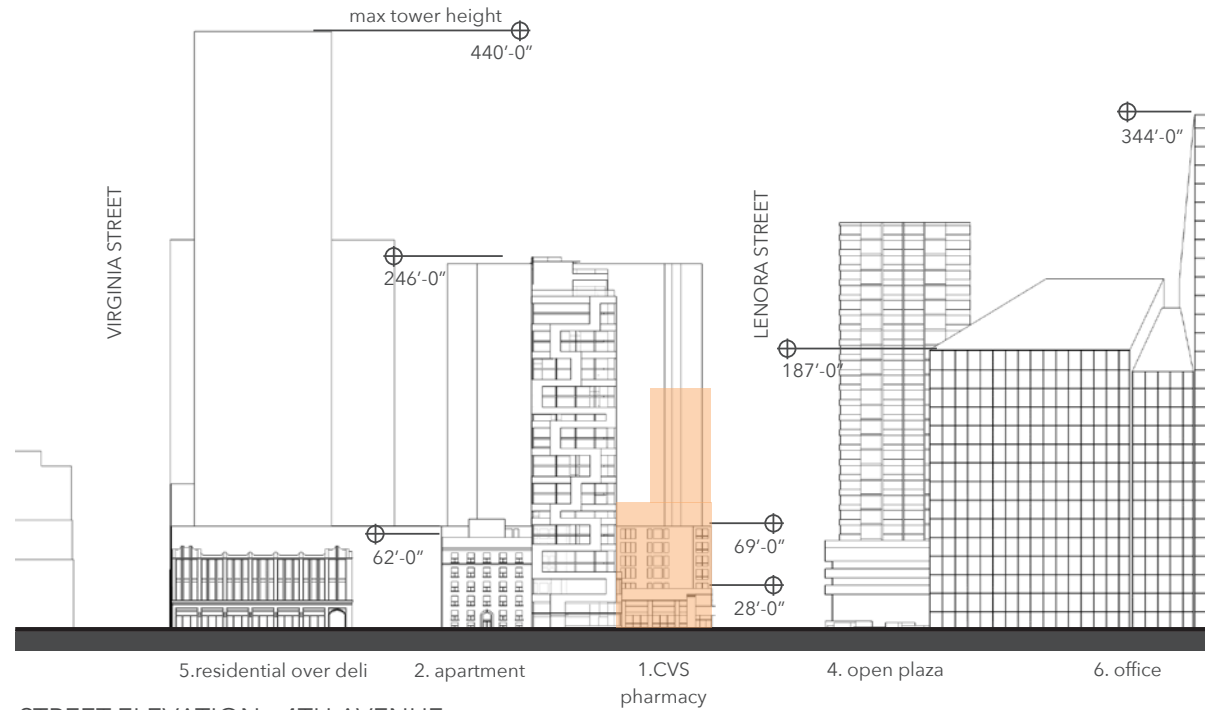 max tower height
440'-0"
344'-0"
VIRGINIA STREET
LENORA STREET
246'-0"
187'-0"
69'-0"
62'-0"
28'-0"
5.residential over deli
2. apartment
1.CVS
pharmacy
4. open plaza
6. office